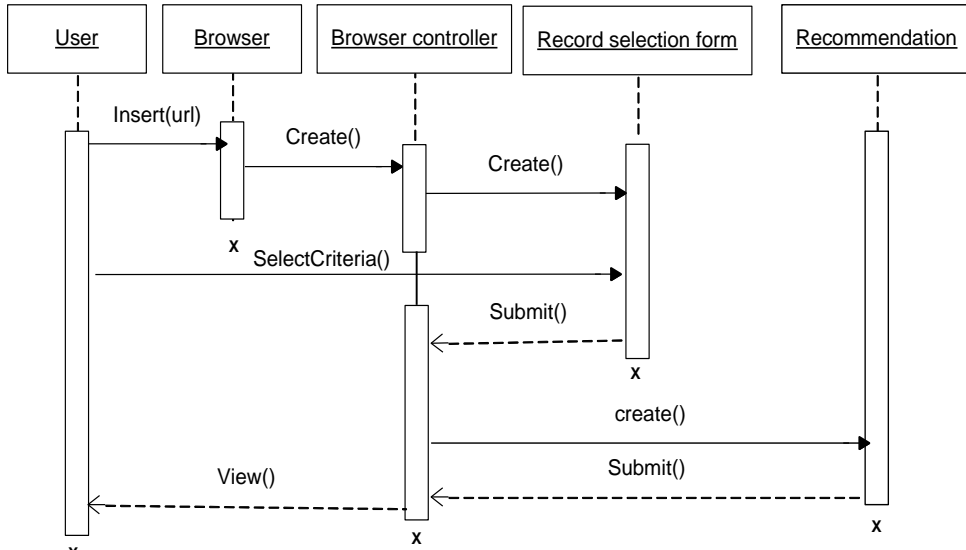 User
Browser
Browser controller
Record selection form
Recommendation
Insert(url)
Create()
Create()
x
SelectCriteria()
Submit()
x
create()
Submit()
View()
x
x
x